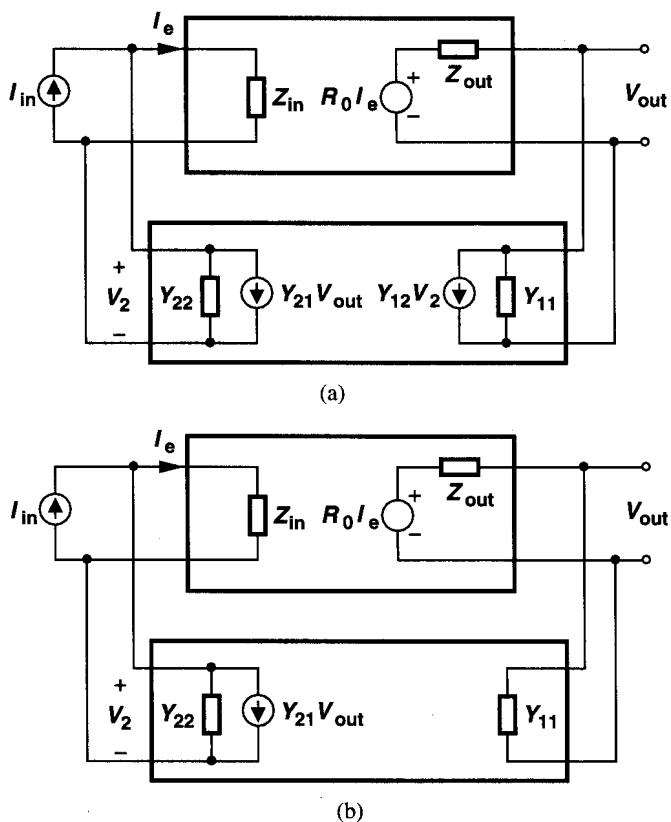 I_e
I_in
Z_in
R_0 I_e
+
−
Z_out
V_out
+
V_2
−
Y_22
Y_21 V_out
Y_12 V_2
Y_11
(a)
I_e
I_in
Z_in
R_0 I_e
+
−
Z_out
V_out
+
V_2
−
Y_22
Y_21 V_out
Y_11
(b)